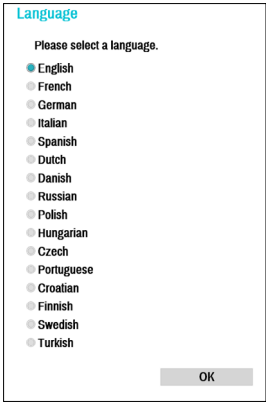 Language
Please select a language.
English
French
German
Italian
Spanish
Dutch
Danish
Russian
Polish
Hungarian
Czech
Portuguese
Croatian
Finnish
Swedish
Turkish
OK